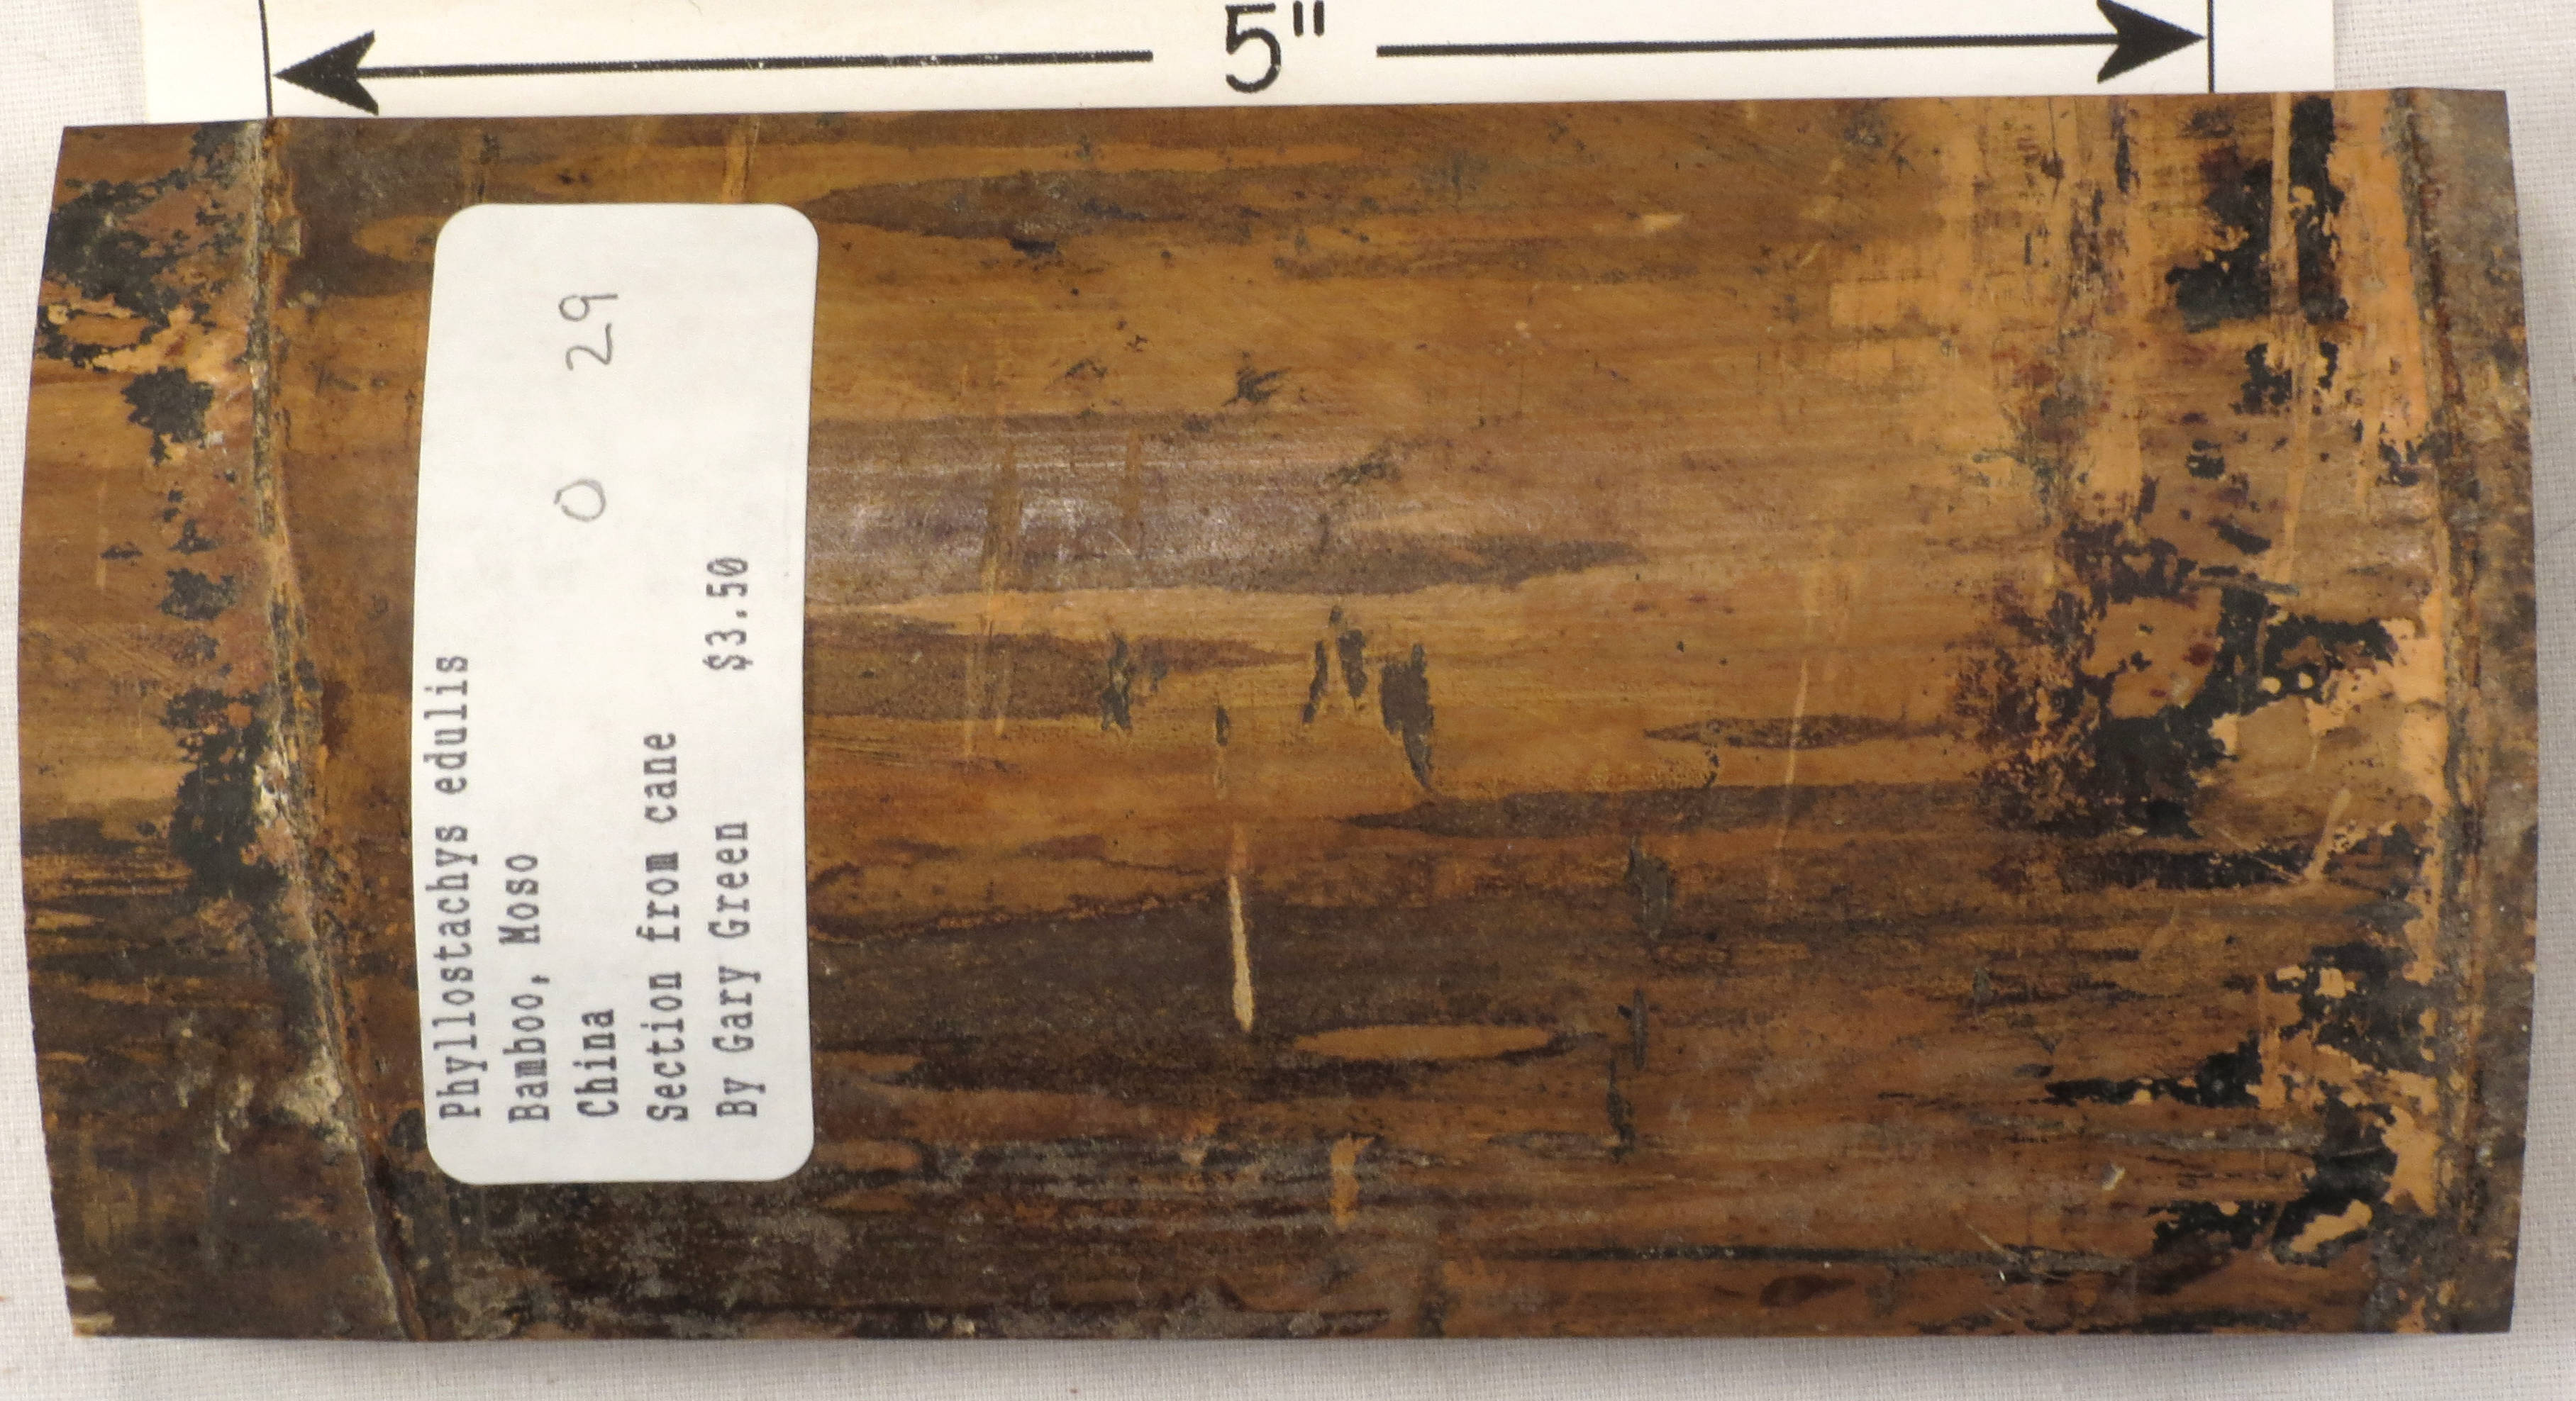 5"
Phyllostachys edulis
Bamboo, Moso
China 0 29
Section from cane
By Gary Green $3.50